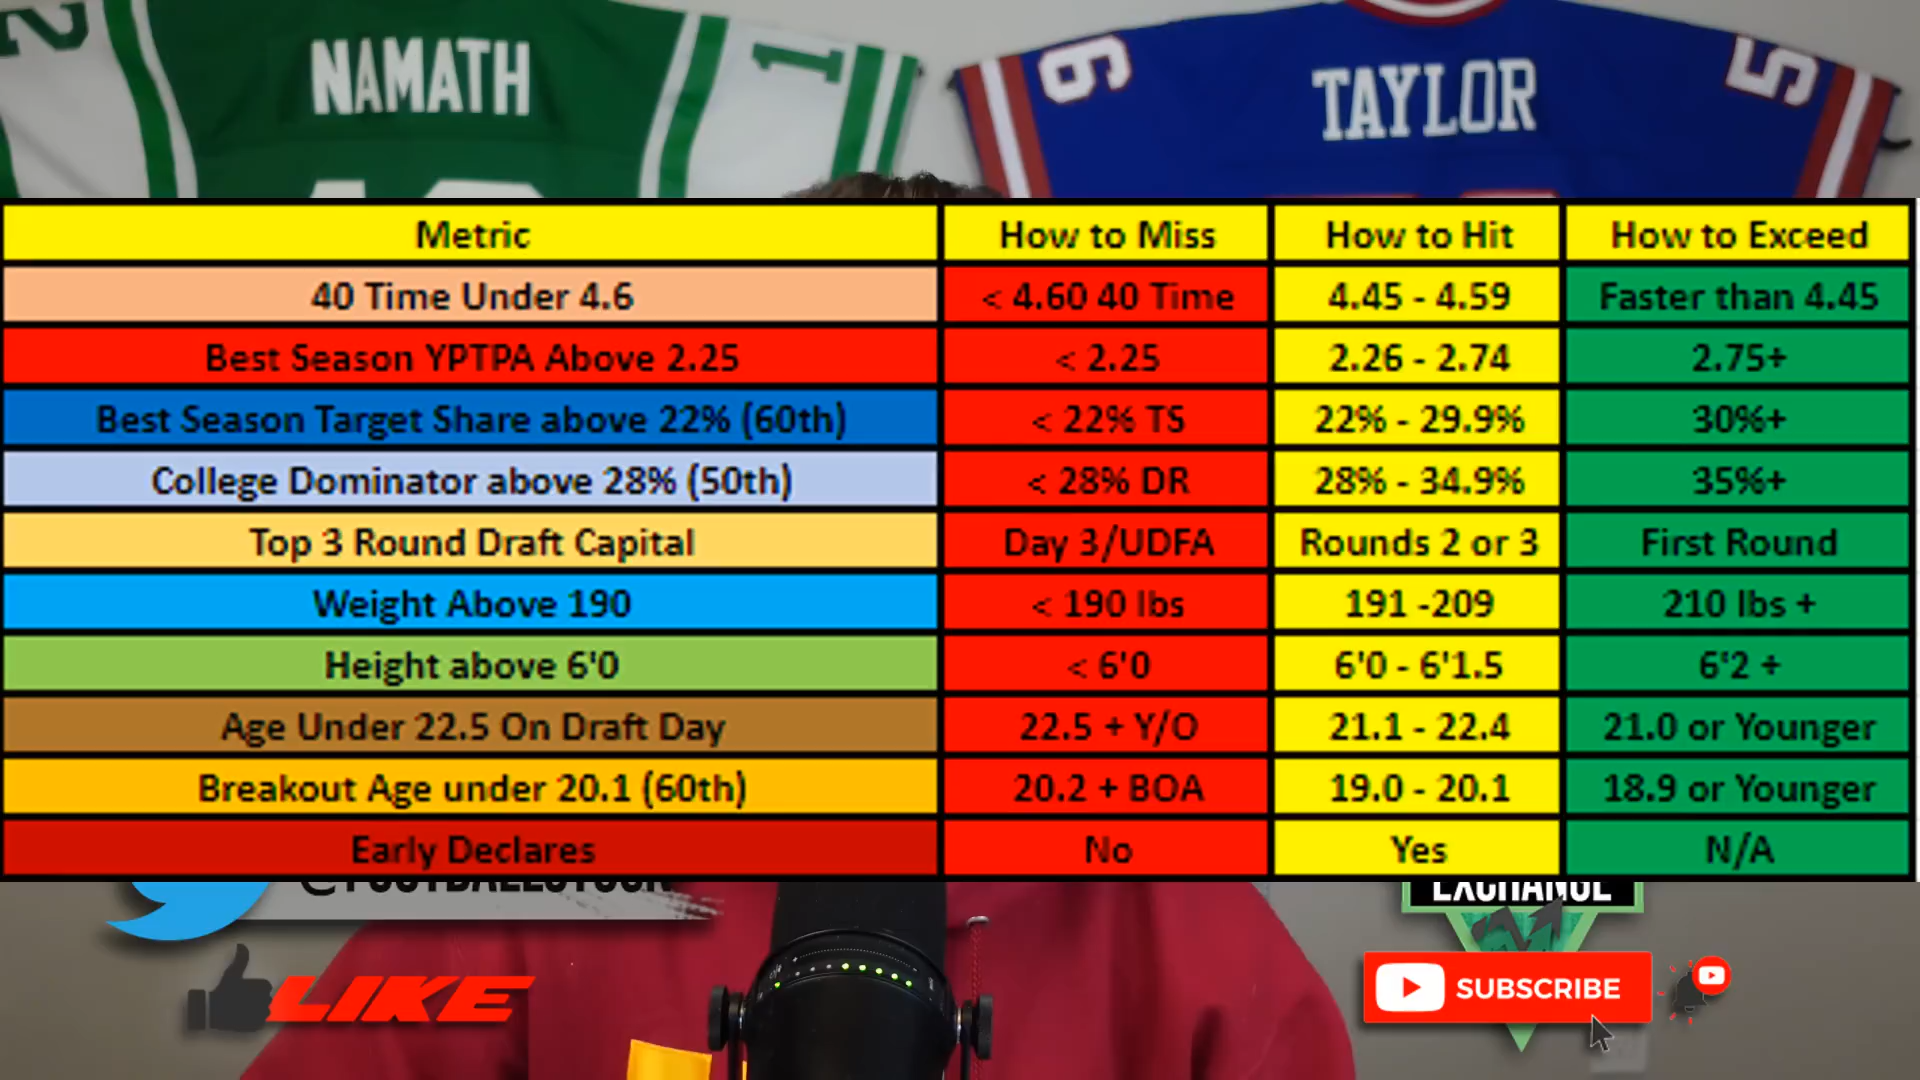 NAMATH
1
TAYLOR
Metric How to Miss How to Hit How to Exceed
40 Time Under 4.6 < 4.60 40 Time 4.45 - 4.59 Faster than 4.45
Best Season YPTPA Above 2.25 < 2.25 2.26 - 2.74 2.75+
Best Season Target Share above 22% (60th) < 22% TS 22% - 29.9% 30%+
College Dominator above 28% (50th) < 28% DR 28% - 34.9% 35%+
Top 3 Round Draft Capital Day 3/UDFA Rounds 2 or 3 First Round
Weight Above 190 < 190 lbs 191 -209 210 lbs +
Height above 6'0 < 6'0 6'0 - 6'1.5 6'2 +
Age Under 22.5 On Draft Day 22.5 + Y/O 21.1 - 22.4 21.0 or Younger
Breakout Age under 20.1 (60th) 20.2 + BOA 19.0 - 20.1 18.9 or Younger
Early Declares No Yes N/A
EXCHANGE
LIKE
SUBSCRIBE